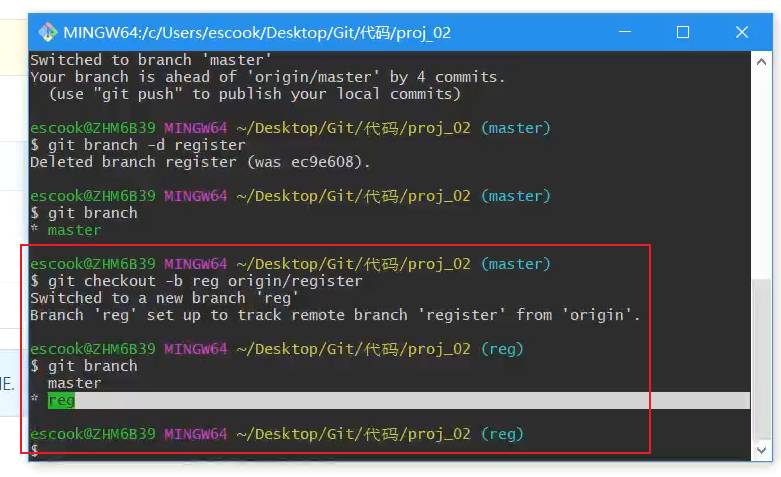 MINGW64:/c/Users/escook/Desktop/Git/代码/proj_02
Switched to branch 'master'
Your branch is ahead of 'origin/master' by 4 commits.
  (use "git push" to publish your local commits)
escook@ZHM6B39 MINGW64 ~/Desktop/Git/代码/proj_02 (master)
$ git branch -d register
Deleted branch register (was ec9e608).
escook@ZHM6B39 MINGW64 ~/Desktop/Git/代码/proj_02 (master)
$ git branch
* master
escook@ZHM6B39 MINGW64 ~/Desktop/Git/代码/proj_02 (master)
$ git checkout -b reg origin/register
Switched to a new branch 'reg'
Branch 'reg' set up to track remote branch 'register' from 'origin'.
escook@ZHM6B39 MINGW64 ~/Desktop/Git/代码/proj_02 (reg)
$ git branch
  master
IE.
* reg
escook@ZHM6B39 MINGW64 ~/Desktop/Git/代码/proj_02 (reg)
$